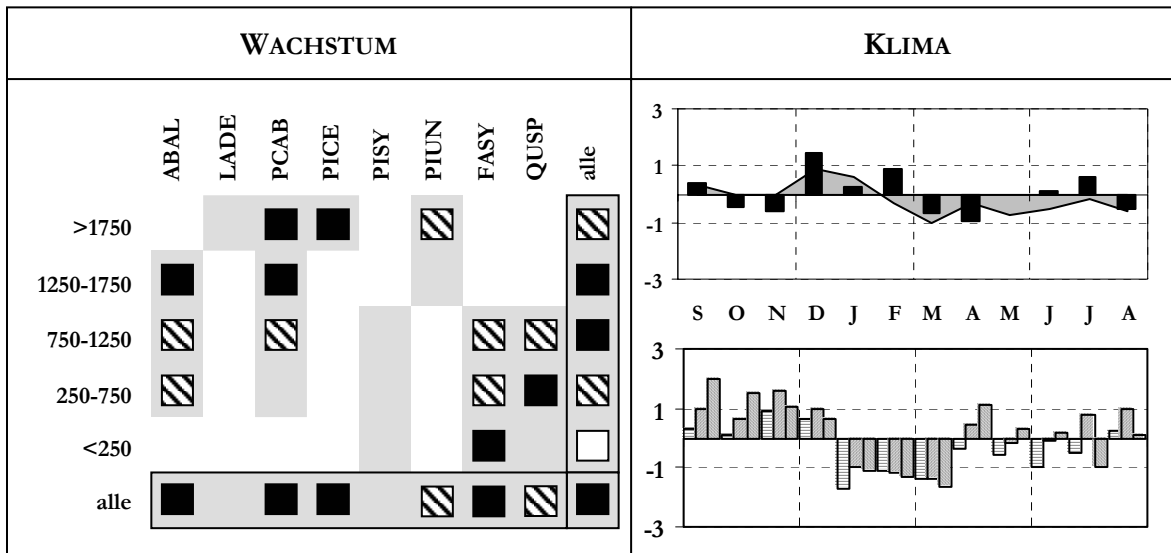 WACHSTUM
KLIMA
ABAL LADE PCAB PICE PISY PIUN FASY QUSP alle
>1750
1250-1750
750-1250
250-750
<250
alle
3
1
-1
-3
S O N D J F M A M J J A
3
1
-1
-3